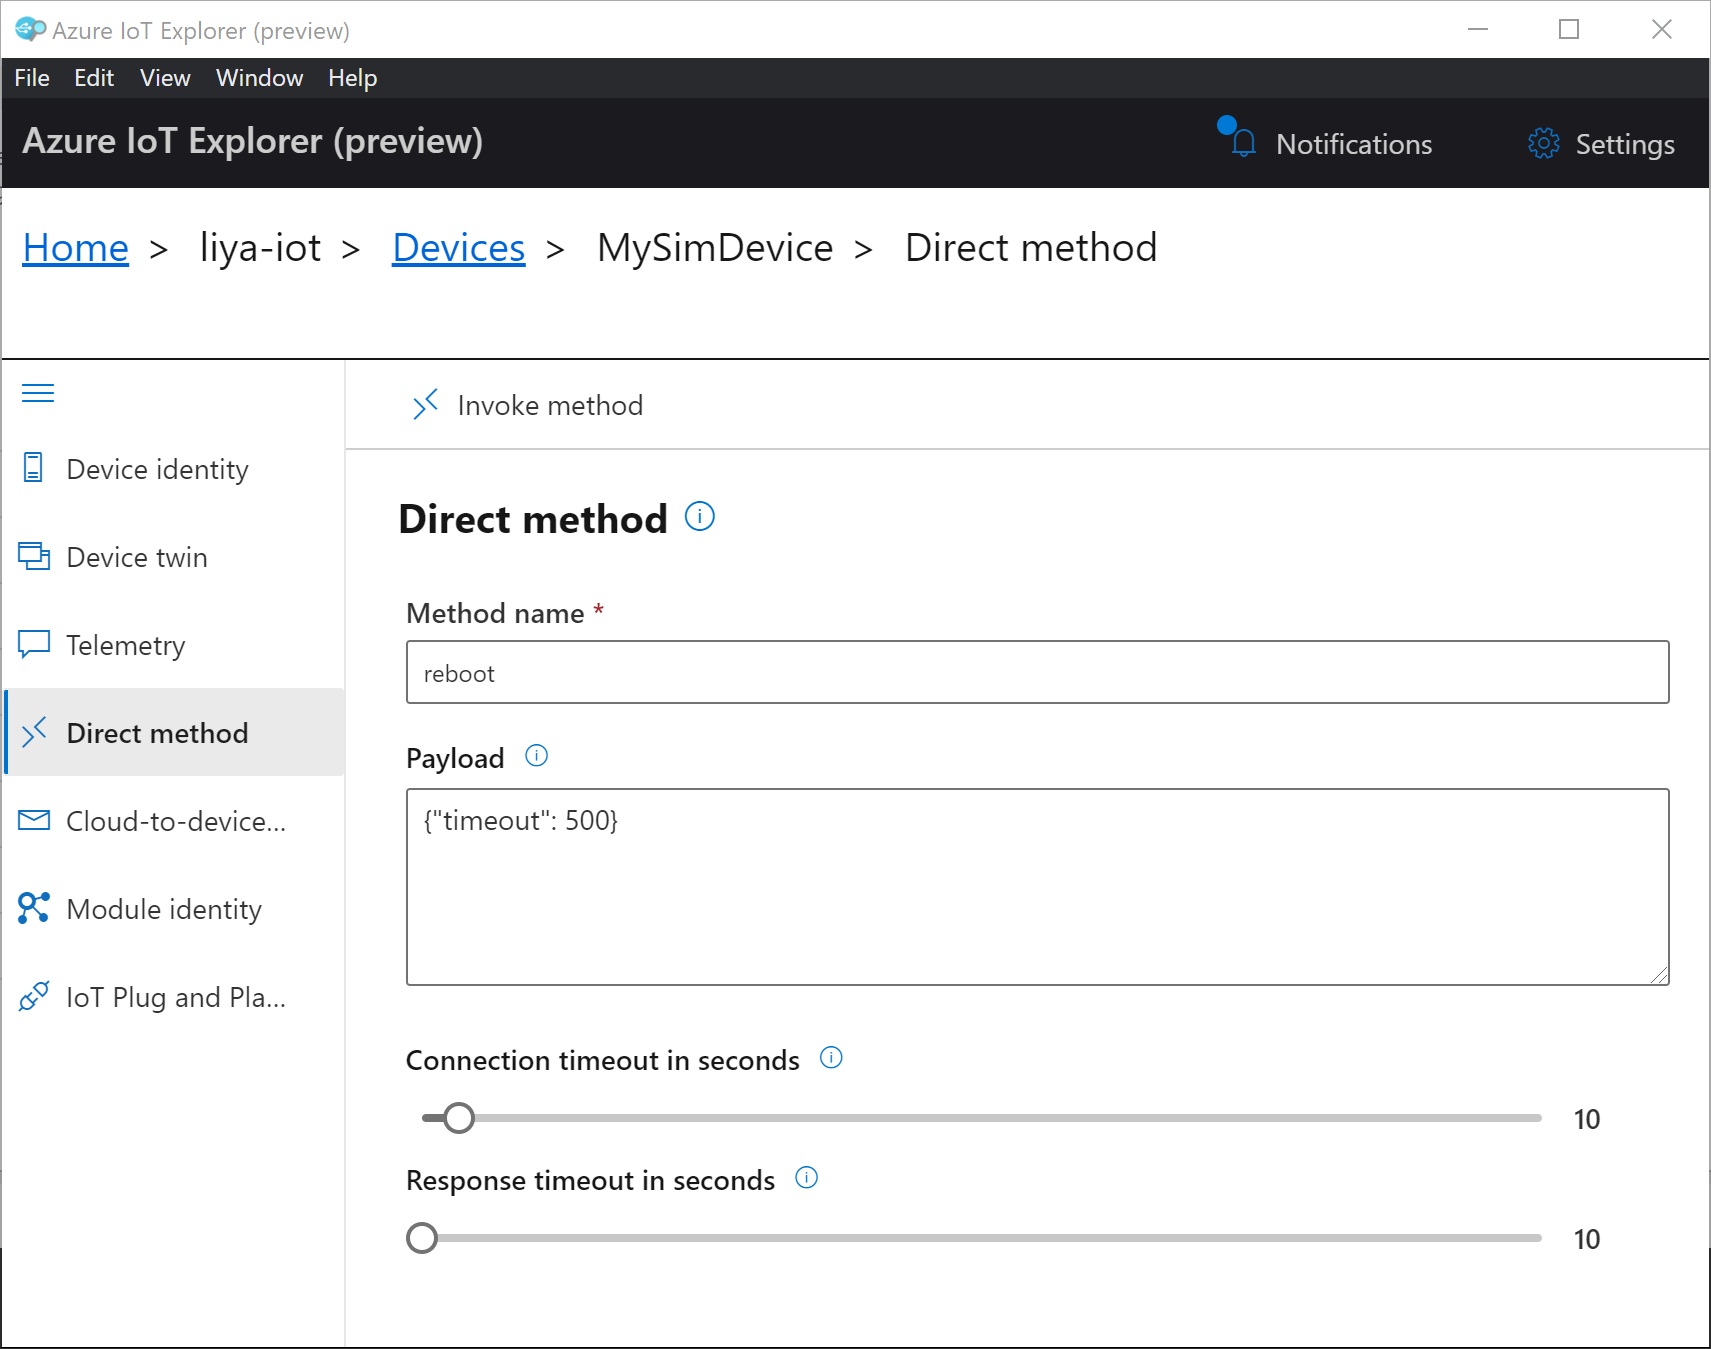 Azure IoT Explorer (preview)
File Edit View Window Help
Azure IoT Explorer (preview)
Notifications
Settings
Home > liya-iot > Devices > MySimDevice > Direct method
Device identity
Device twin
Telemetry
Direct method
Cloud-to-device...
Module identity
IoT Plug and Pla...
Invoke method
Direct method
Method name *
reboot
Payload
{"timeout": 500}
Connection timeout in seconds
10
Response timeout in seconds
10